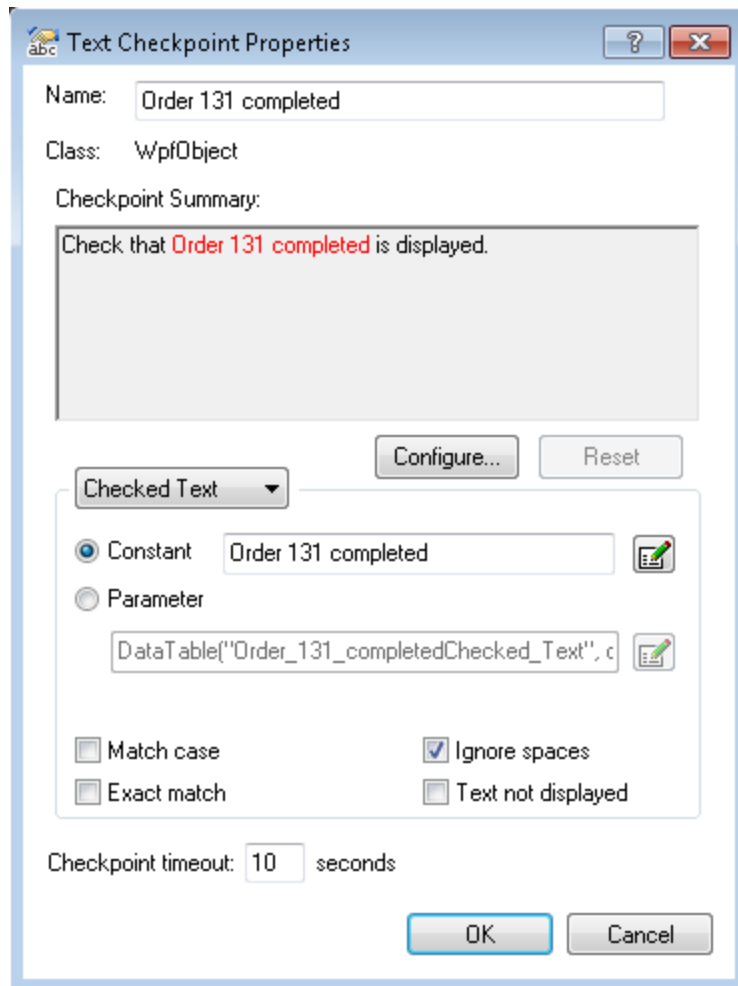 abc Text Checkpoint Properties ?
Name: Order 131 completed
Class: WpfObject
Checkpoint Summary:
Check that Order 131 completed is displayed.
Configure... Reset
Checked Text
Constant Order 131 completed
Parameter
DataTable("Order_131_completedChecked_Text", c
Match case Ignore spaces
Exact match Text not displayed
Checkpoint timeout: 10 seconds
OK Cancel